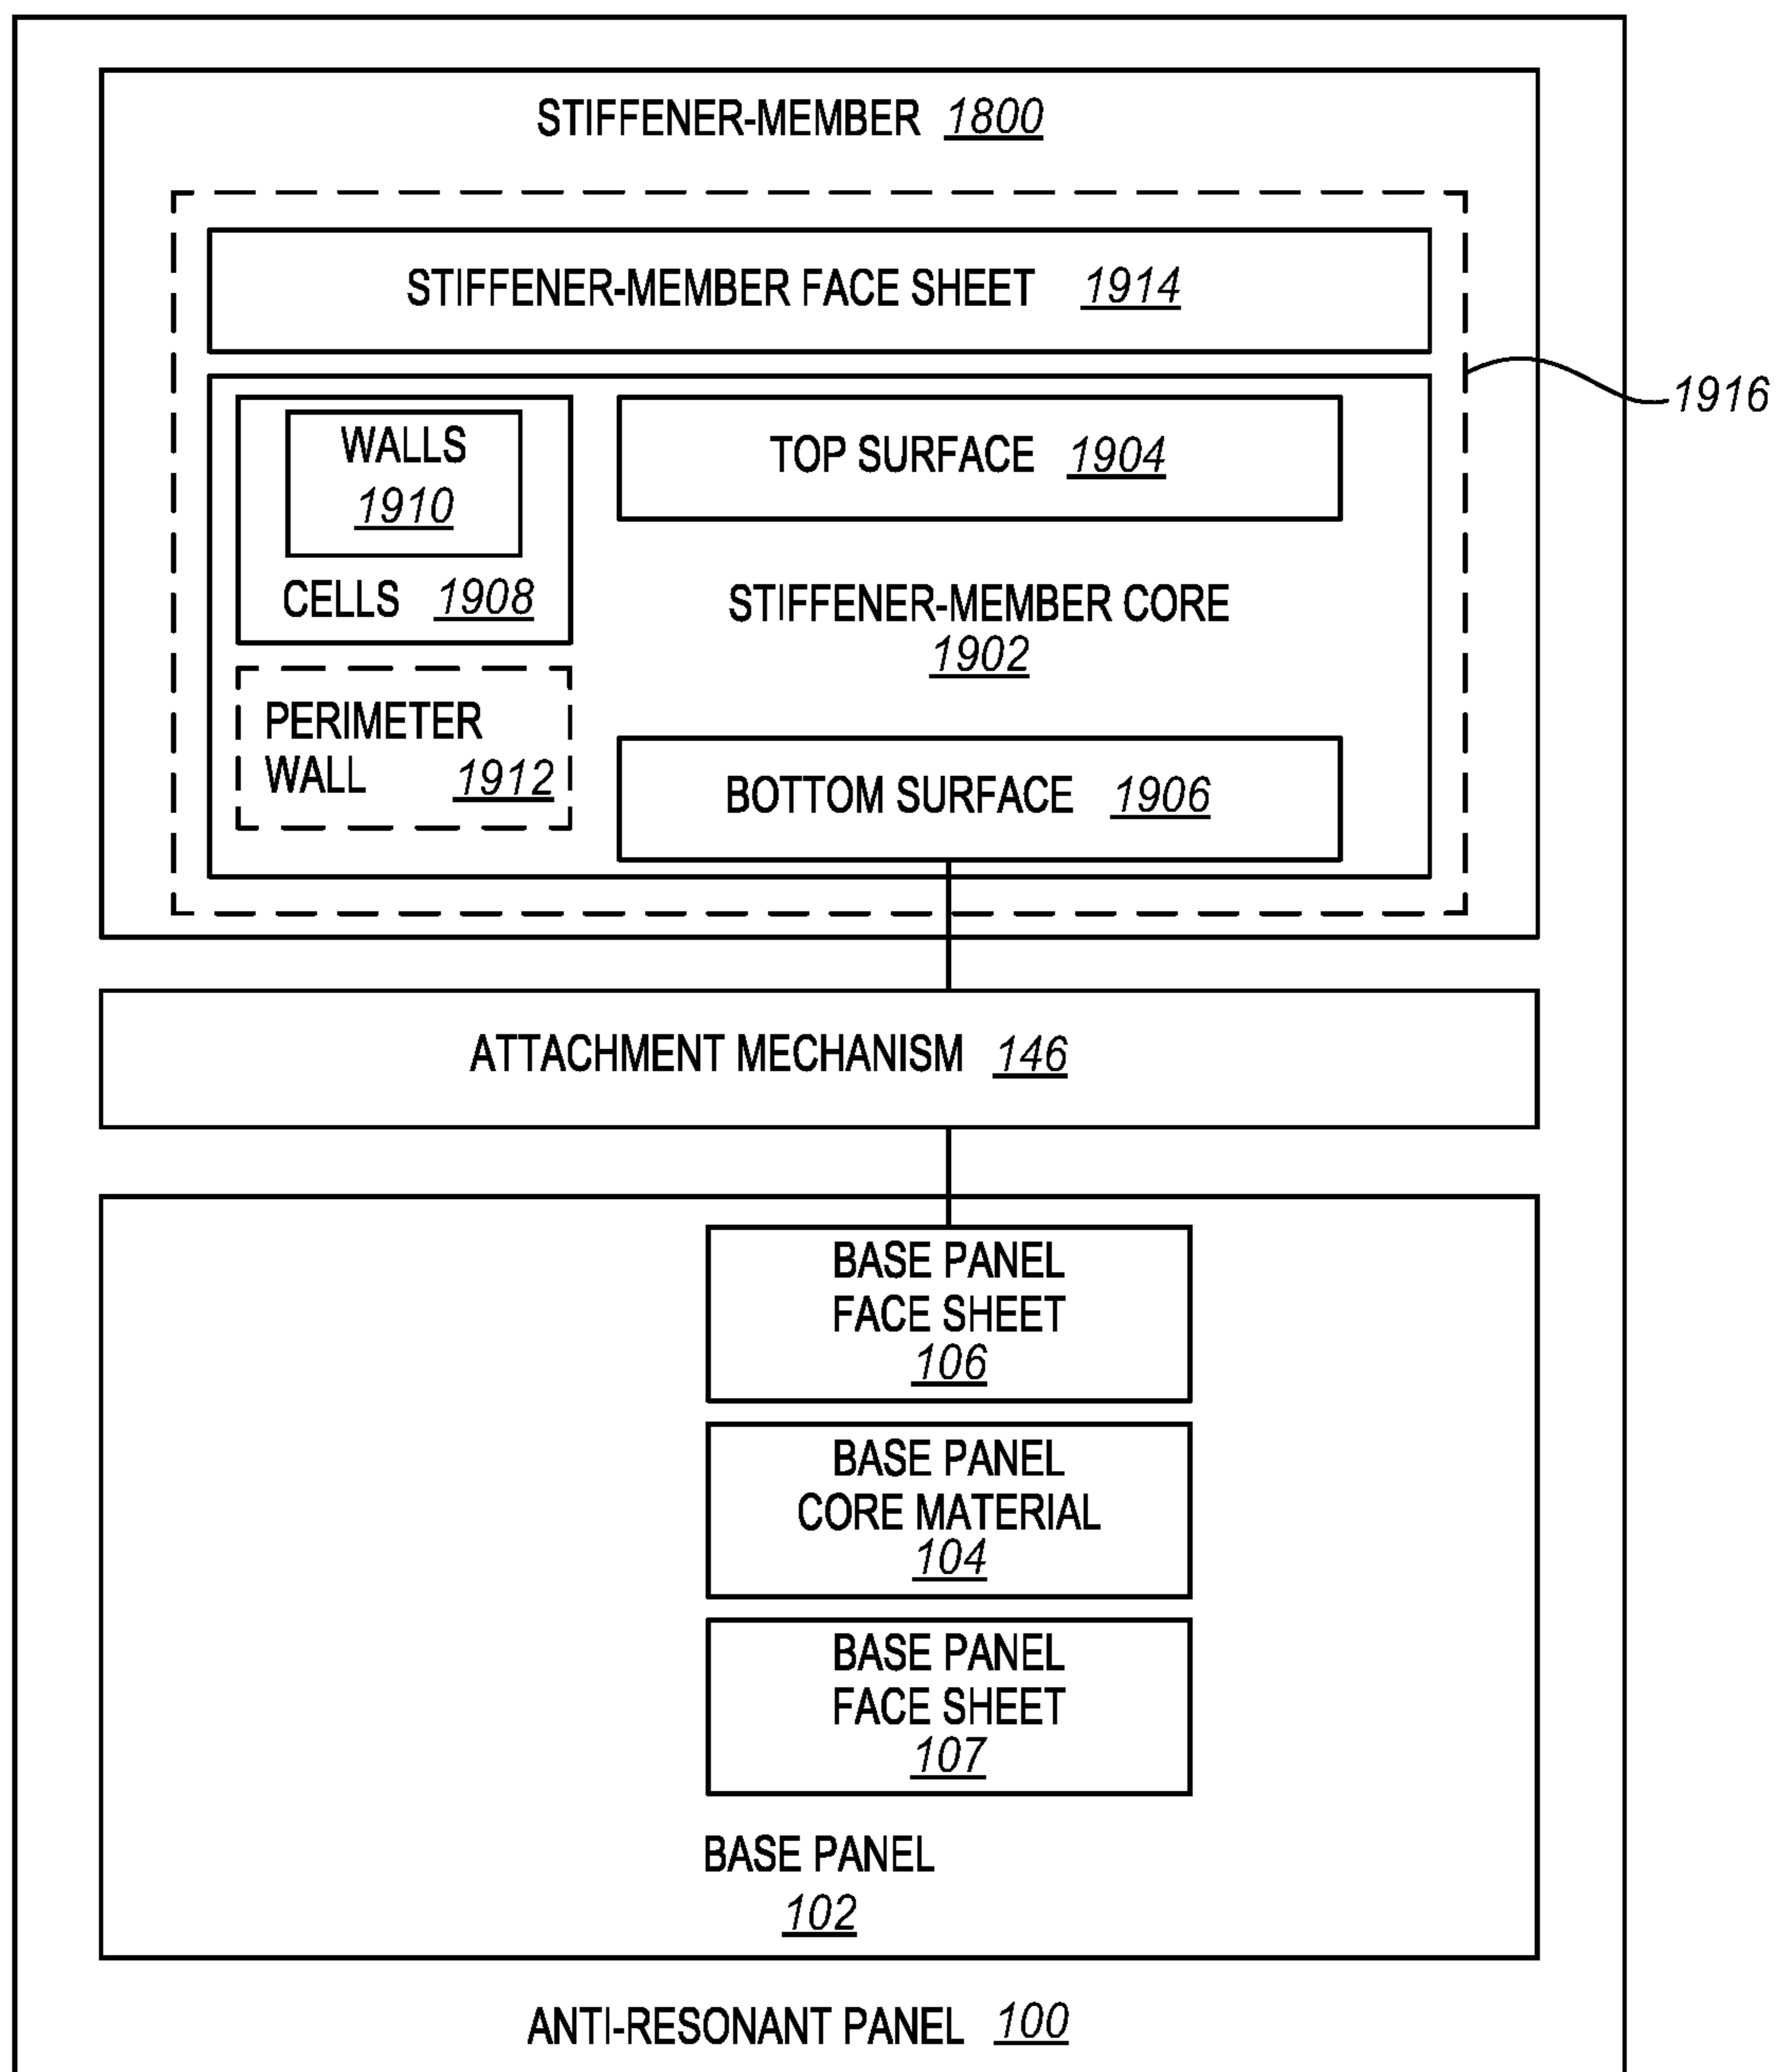 STIFFENER-MEMBER 1800
STIFFENER-MEMBER FACE SHEET 1914
1916
WALLS
1910
CELLS 1908
TOP SURFACE 1904
STIFFENER-MEMBER CORE
1902
PERIMETER
WALL 1912
BOTTOM SURFACE 1906
ATTACHMENT MECHANISM 146
BASE PANEL
FACE SHEET
106
BASE PANEL
CORE MATERIAL
104
BASE PANEL
FACE SHEET
107
BASE PANEL
102
ANTI-RESONANT PANEL 100